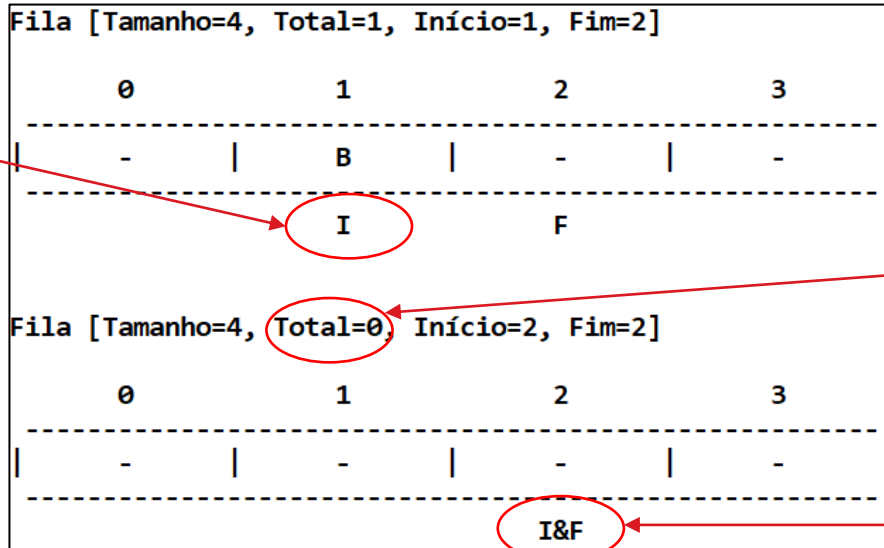 Fila [Tamanho=4, Total=1, Início=1, Fim=2]
0 1 2 3
-------------------------------------------------------
| - | B | - | -
-------------------------------------------------------
I F
Fila [Tamanho=4, Total=0, Início=2, Fim=2]
0 1 2 3
-------------------------------------------------------
| - | - | - | -
-------------------------------------------------------
I&F